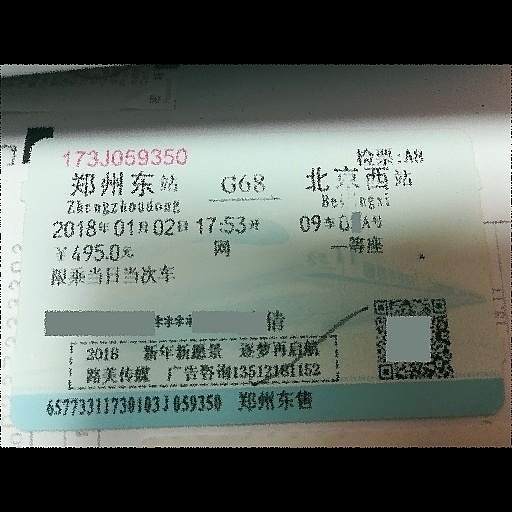 173J059350 检票:A8
郑州东站 G68 北京西站
Zhengzhoudong Beijingxi
2018年01月02日17:53开 09车0 A号
¥495.0元 网 一等座
限乘当日当次车
****
2018 新年新愿景 逐梦再启航
路美传媒 广告咨询13512181152
65773311730103J059350 郑州东售